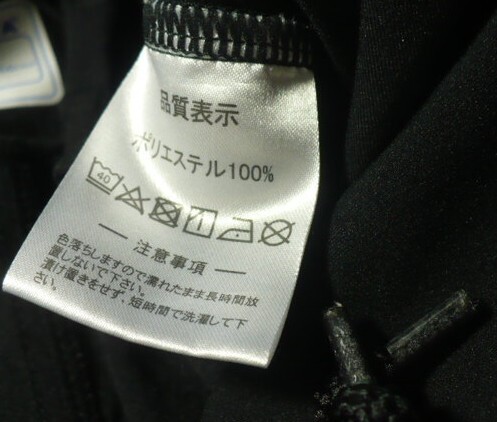 品質表示
ポリエステル100%
40
注意事項
色落ちしますので濡れたまま長時間放
置しないで下さい。
漬け置きをせず、短時間で洗濯して下
さい。